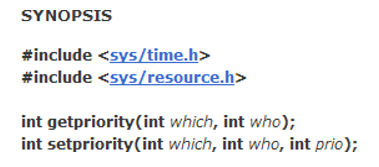 SYNOPSIS
#include <sys/time.h>
#include <sys/resource.h>
int getpriority(int which, int who);
int setpriority(int which, int who, int prio);